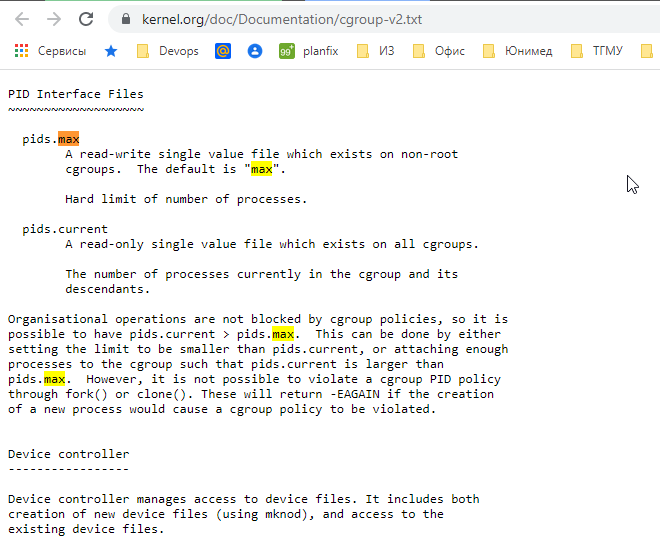 kernel.org/doc/Documentation/cgroup-v2.txt
Сервисы Devops @ 99+ planfix ИЗ Офис Юнимед ТГМУ
PID Interface Files
~~~~~~~~~~~~~~~~~~~
pids.max
A read-write single value file which exists on non-root
cgroups. The default is "max".
Hard limit of number of processes.
pids.current
A read-only single value file which exists on all cgroups.
The number of processes currently in the cgroup and its
descendants.
Organisational operations are not blocked by cgroup policies, so it is
possible to have pids.current > pids.max. This can be done by either
setting the limit to be smaller than pids.current, or attaching enough
processes to the cgroup such that pids.current is larger than
pids.max. However, it is not possible to violate a cgroup PID policy
through fork() or clone(). These will return -EAGAIN if the creation
of a new process would cause a cgroup policy to be violated.
Device controller
-----------------
Device controller manages access to device files. It includes both
creation of new device files (using mknod), and access to the
existing device files.